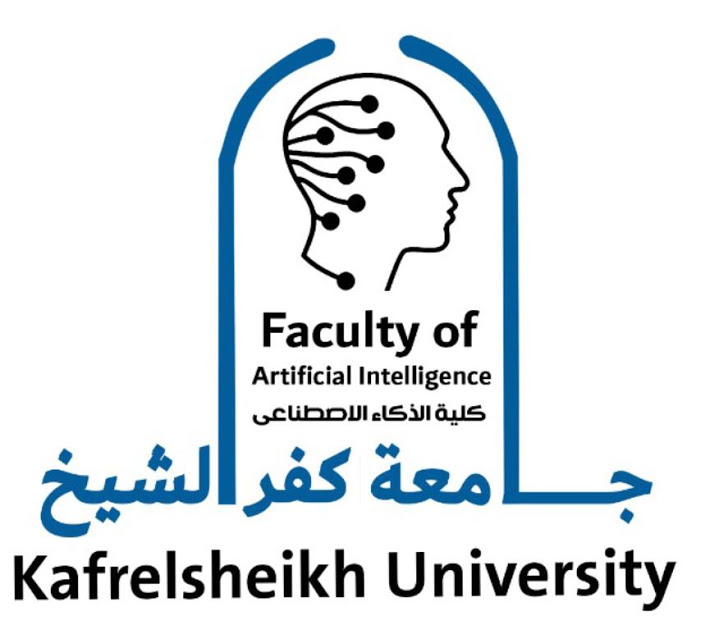 Faculty of
Artificial Intelligence
كلية الذكاء الاصطناعى
جامعة كفر الشيخ
Kafrelsheikh University